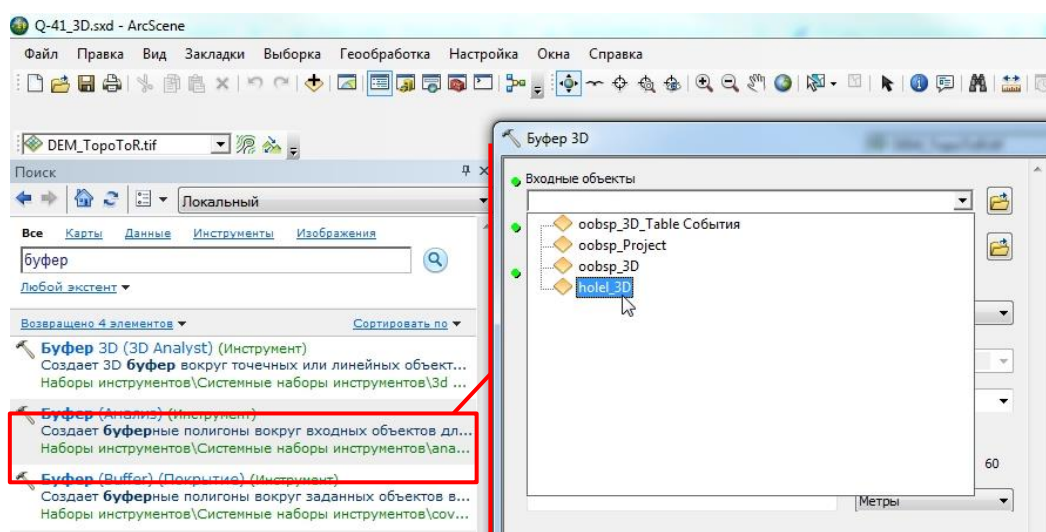 Q-41_3D.sxd - ArcScene
Файл Правка Вид Закладки Выборка Геообработка Настройка Окна Справка
DEM_TopoToR.tif
Поиск
Локальный
Все Карты Данные Инструменты Изображения
буфер
Любой экстент
Возвращено 4 элементов Сортировать по
Буфер 3D (3D Analyst) (Инструмент)
Создает 3D буфер вокруг точечных или линейных объект...
Наборы инструментов\Системные наборы инструментов\3d ...
Буфер (Анализ) (Инструмент)
Создает буферные полигоны вокруг входных объектов дл...
Наборы инструментов\Системные наборы инструментов\ana...
Буфер (Buffer) (Покрытие) (Инструмент)
Создает буферные полигоны вокруг заданных объектов в...
Наборы инструментов\Системные наборы инструментов\cov...
Буфер 3D
Входные объекты
oobsp_3D_Table События
oobsp_Project
oobsp_3D
holel_3D
60
Метры